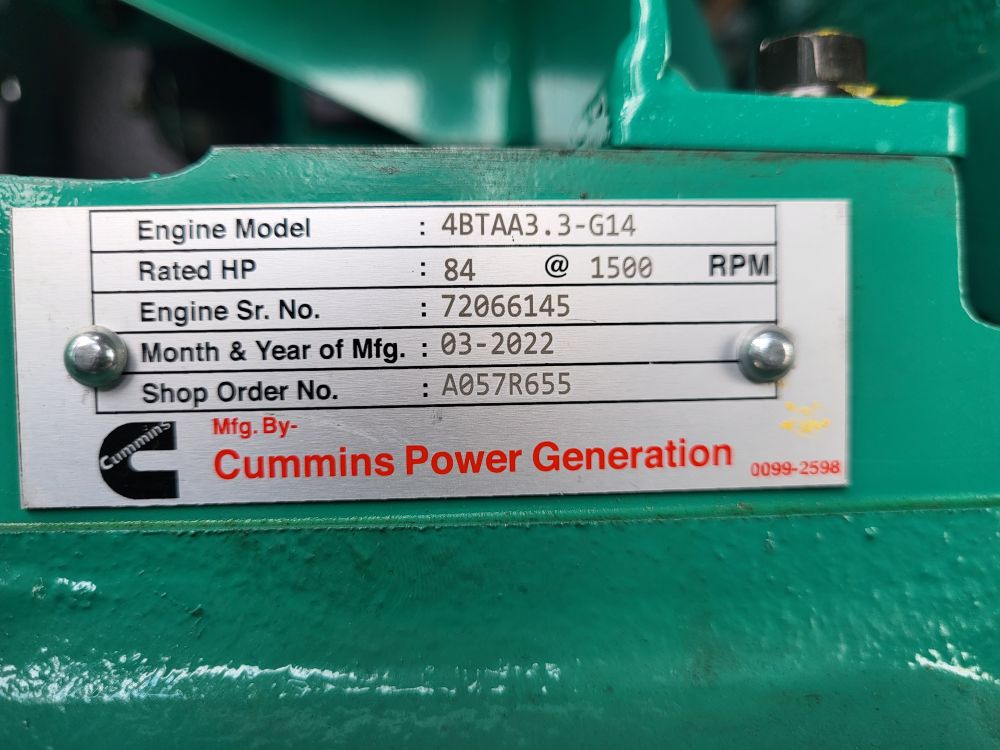 Engine Model : 4BTAA3.3-G14
Rated HP : 84 @ 1500 RPM
Engine Sr. No. : 72066145
Month & Year of Mfg. : 03-2022
Shop Order No. : A057R655
Cummins
Mfg. By-
Cummins Power Generation 0099-2598